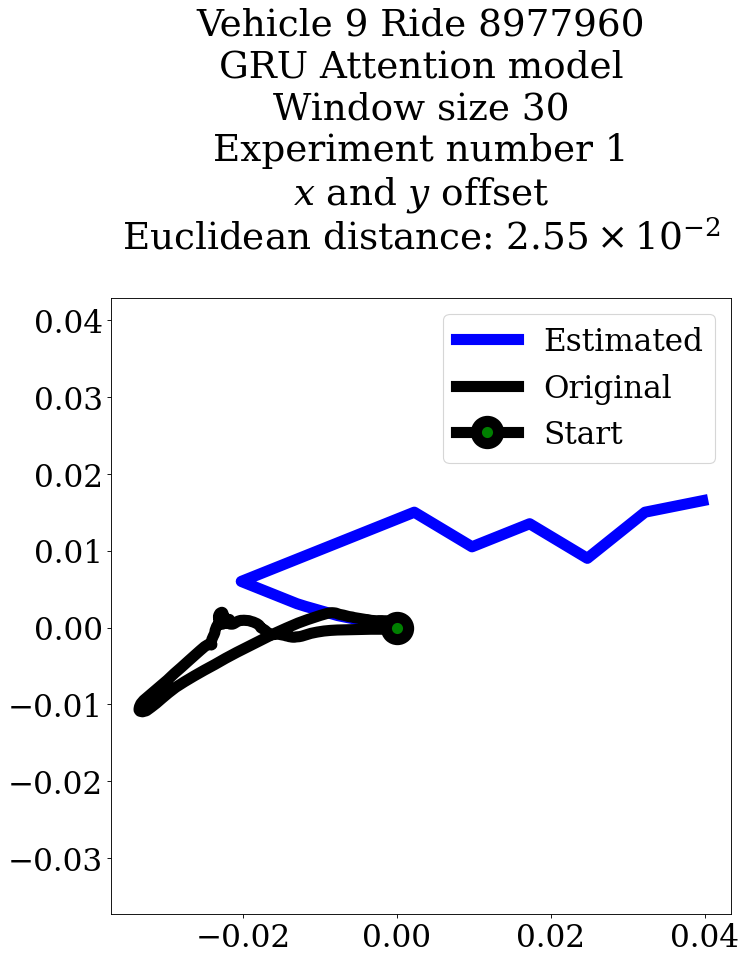 Vehicle 9 Ride 8977960
GRU Attention model
Window size 30
Experiment number 1
x and y offset
Euclidean distance: 2.55 × 10⁻²
Estimated
Original
Start
0.04
0.03
0.02
0.01
0.00
−0.01
−0.02
−0.03
−0.02 0.00 0.02 0.04